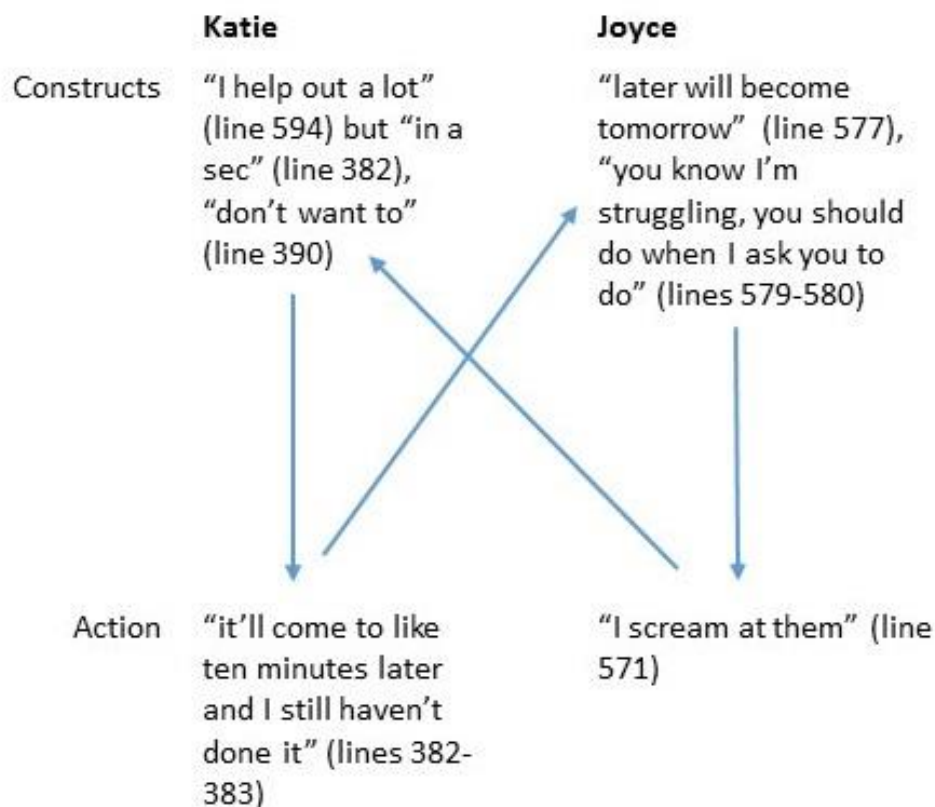 Katie
Joyce
Constructs
“I help out a lot”
(line 594) but “in a
sec” (line 382),
“don’t want to”
(line 390)
“later will become
tomorrow” (line 577),
“you know I’m
struggling, you should
do when I ask you to
do” (lines 579-580)
Action
“it’ll come to like
ten minutes later
and I still haven’t
done it” (lines 382-
383)
“I scream at them” (line
571)